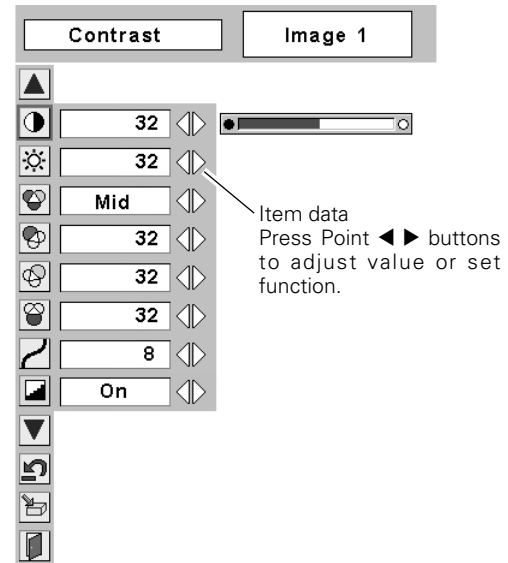 Contrast
Image 1
32
32
Mid
32
32
32
8
On
Item data
Press Point ◀ ▶ buttons
to adjust value or set
function.